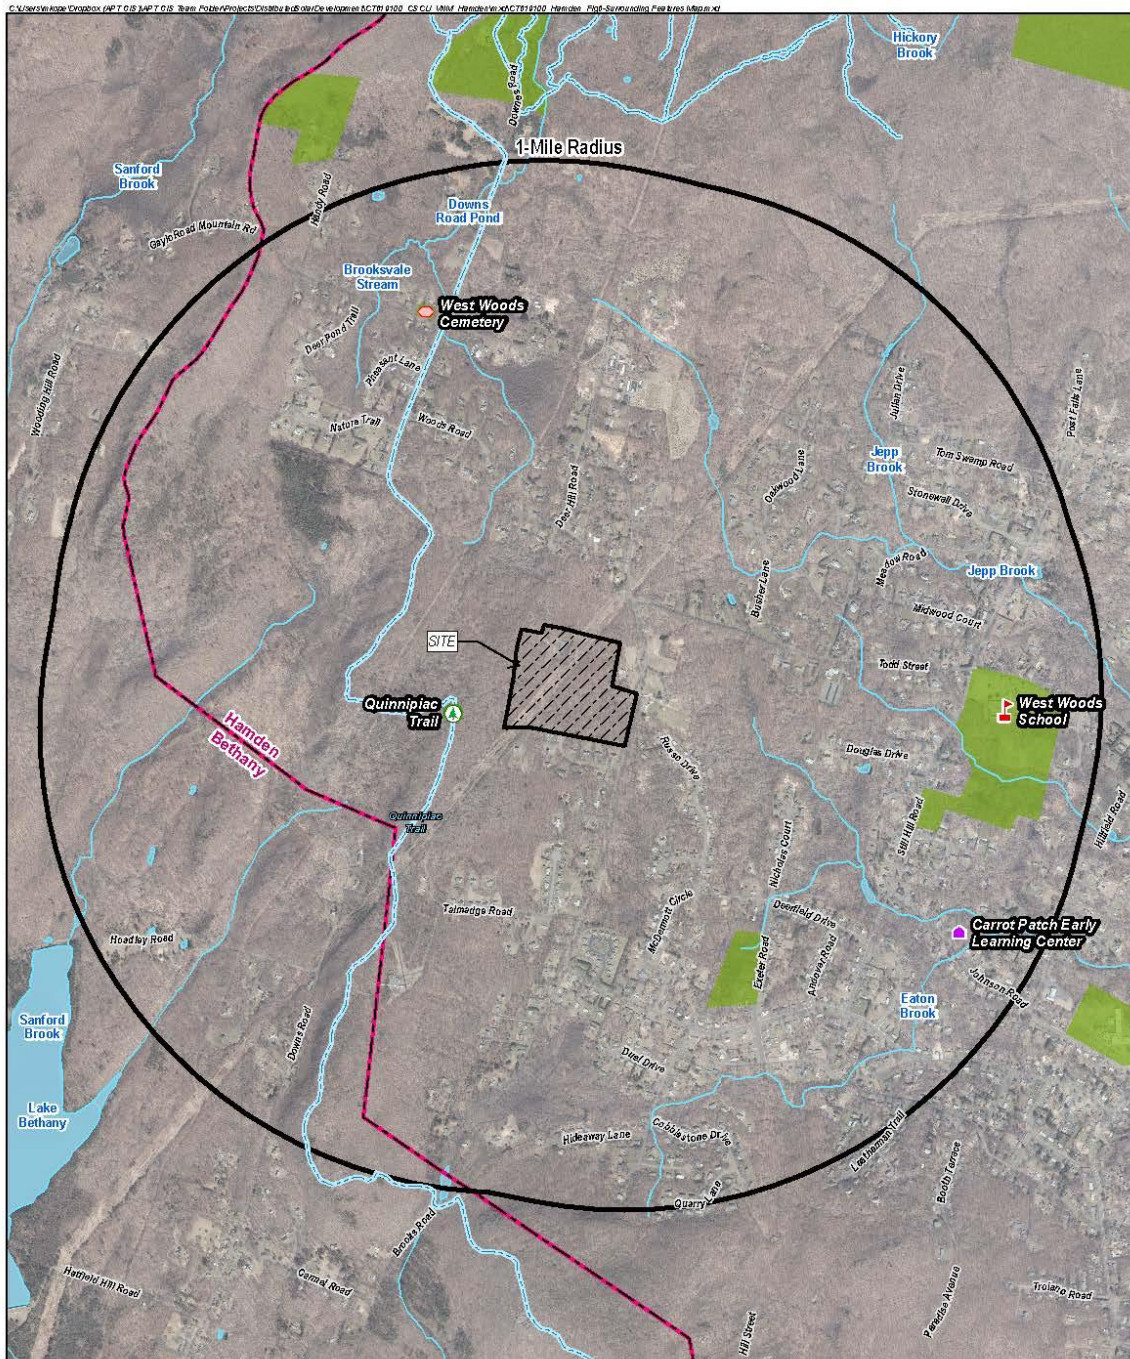 Hickory
Brook
Downes Road
1-Mile Radius
Sanford
Brook
Handy Road
Downs
Road Pond
Gaylord Mountain Rd
Brooksvale
Stream
West Woods
Cemetery
Deer Pond Trail
Pheasant Lane
Wooding Hill Road
Julian Drive
Post Falls Lane
Nature Trail
Woods Road
Jepp
Brook
Tom Swamp Road
Oakwood Lane
Deer Hill Road
Stonewall Drive
Meadow Road
Jepp Brook
Busher Lane
Midwood Court
SITE
Todd Street
Quinnipiac
Trail
West Woods
School
Hamden
Bethany
Russo Drive
Douglas Drive
Quinnipiac
Trail
Still Hill Road
Hillfield Road
Nicholas Court
Talmadge Road
McDermott Circle
Deerfield Drive
Carrot Patch Early
Learning Center
Hoadley Road
Exeter Road
Andover Road
Johnson Road
Eaton
Brook
Sanford
Brook
Downs Road
Duel Drive
Lake
Bethany
Hideaway Lane
Cobblestone Drive
Leatherman Trail
Booth Terrace
Quarry Lane
Brooks Road
Hatfield Hill Road
Carmel Road
Troiano Road
Paradise Avenue
Hill Street